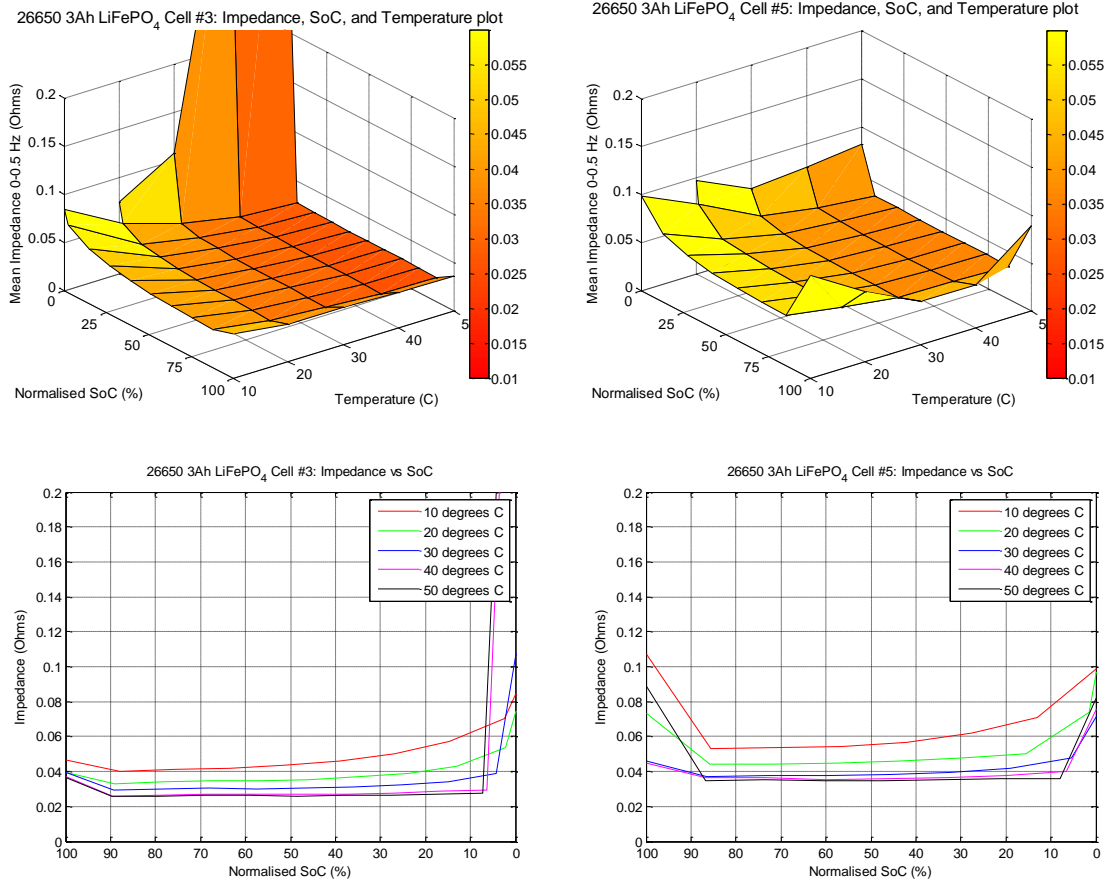 26650 3Ah LiFePO4 Cell #3: Impedance, SoC, and Temperature plot
Mean Impedance 0-0.5 Hz (Ohms)
0.2
0.15
0.1
0.05
0
0
25
50
75
100
Normalised SoC (%)
10
20
30
40
5
Temperature (C)
0.055
0.05
0.045
0.04
0.035
0.03
0.025
0.02
0.015
0.01
26650 3Ah LiFePO4 Cell #5: Impedance, SoC, and Temperature plot
Mean Impedance 0-0.5 Hz (Ohms)
0.2
0.15
0.1
0.05
0
0
25
50
75
100
Normalised SoC (%)
10
20
30
40
5
Temperature (C)
0.055
0.05
0.045
0.04
0.035
0.03
0.025
0.02
0.015
0.01
26650 3Ah LiFePO4 Cell #3: Impedance vs SoC
Impedance (Ohms)
0.2
0.18
0.16
0.14
0.12
0.1
0.08
0.06
0.04
0.02
0
10 degrees C
20 degrees C
30 degrees C
40 degrees C
50 degrees C
100 90 80 70 60 50 40 30 20 10 0
Normalised SoC (%)
26650 3Ah LiFePO4 Cell #5: Impedance vs SoC
Impedance (Ohms)
0.2
0.18
0.16
0.14
0.12
0.1
0.08
0.06
0.04
0.02
0
10 degrees C
20 degrees C
30 degrees C
40 degrees C
50 degrees C
100 90 80 70 60 50 40 30 20 10 0
Normalised SoC (%)